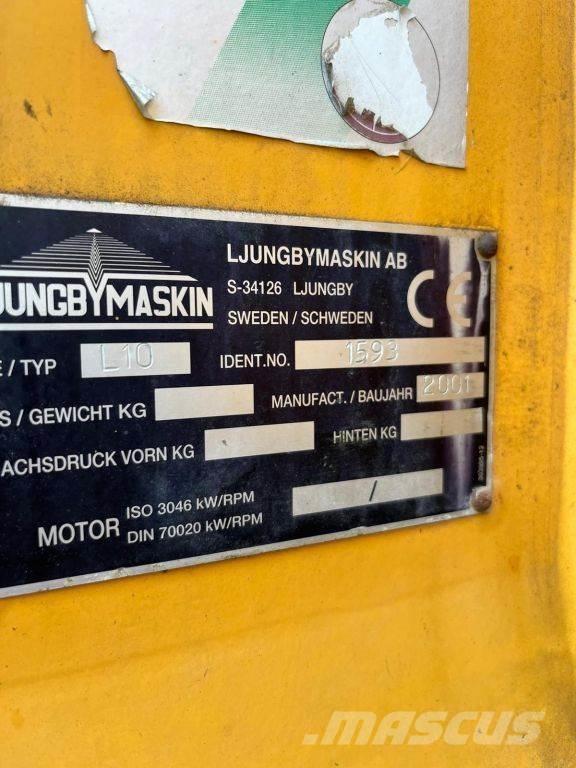 LJUNGBYMASKIN AB
S-34126 LJUNGBY
SWEDEN / SCHWEDEN
CE
JUNGBYMASKIN
E / TYP L10 IDENT.NO. 1593
S / GEWICHT KG MANUFACT. / BAUJAHR 2001
ACHSDRUCK VORN KG HINTEN KG
MOTOR ISO 3046 kW/RPM /
DIN 70020 kW/RPM
MASCUS